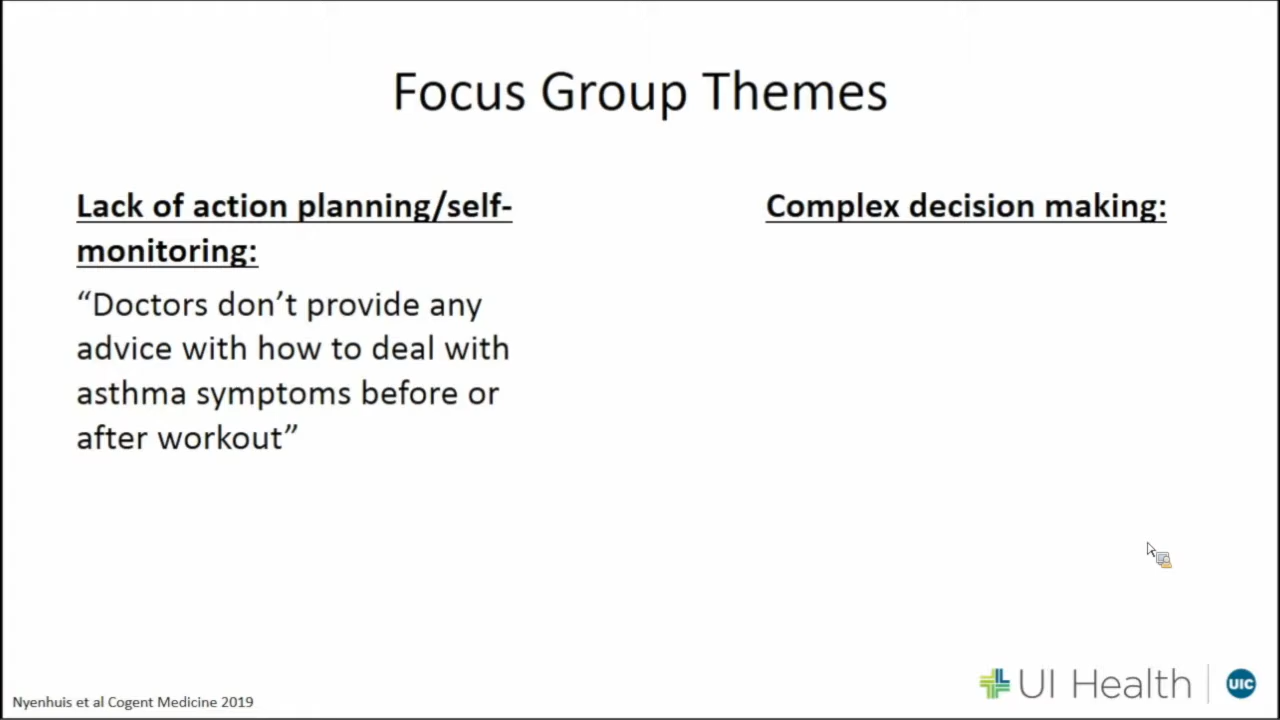 Focus Group Themes
Lack of action planning/self-
monitoring:
“Doctors don’t provide any
advice with how to deal with
asthma symptoms before or
after workout”
Complex decision making:
Nyenhuis et al Cogent Medicine 2019
UI Health
UIC